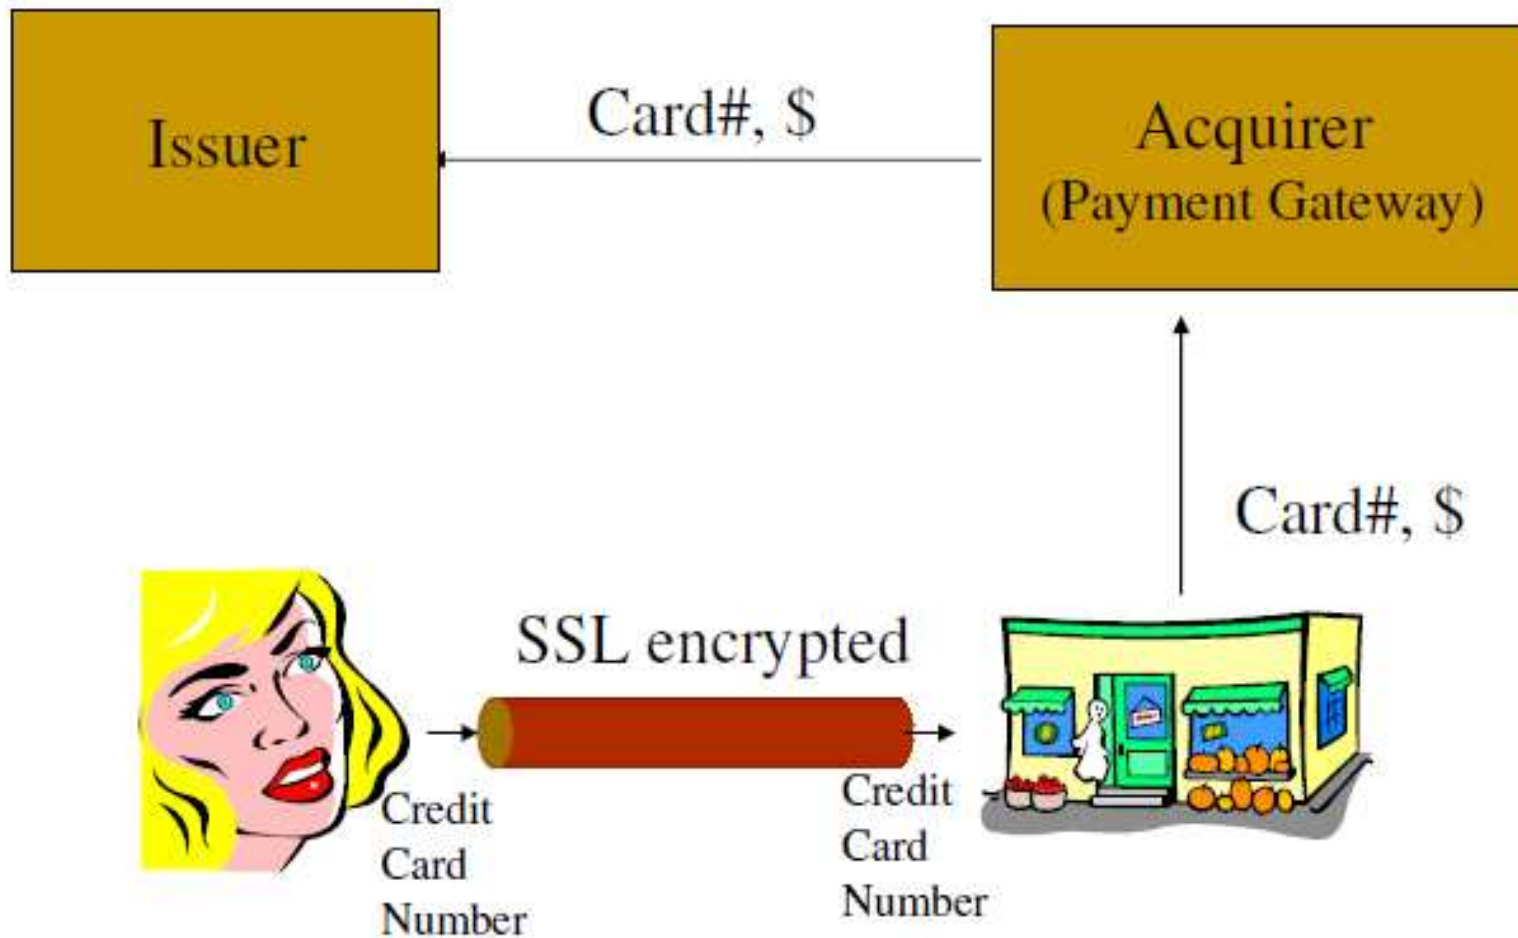 Issuer
Card#, $
Acquirer
(Payment Gateway)
Card#, $
SSL encrypted
Credit
Card
Number
Credit
Card
Number